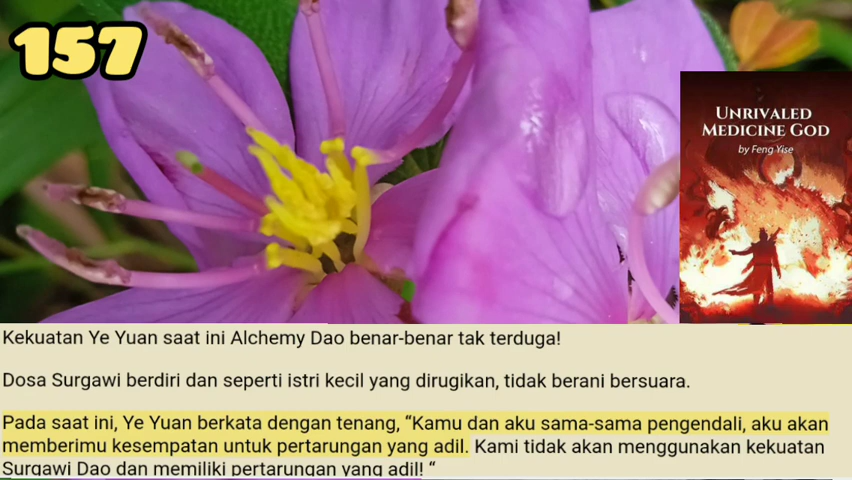 157
UNRIVALED
MEDICINE GOD
by Feng Yise
Kekuatan Ye Yuan saat ini Alchemy Dao benar-benar tak terduga!
Dosa Surgawi berdiri dan seperti istri kecil yang dirugikan, tidak berani bersuara.
Pada saat ini, Ye Yuan berkata dengan tenang, “Kamu dan aku sama-sama pengendali, aku akan
memberimu kesempatan untuk pertarungan yang adil. Kami tidak akan menggunakan kekuatan
Surgawi Dao dan memiliki pertarungan yang adil! “